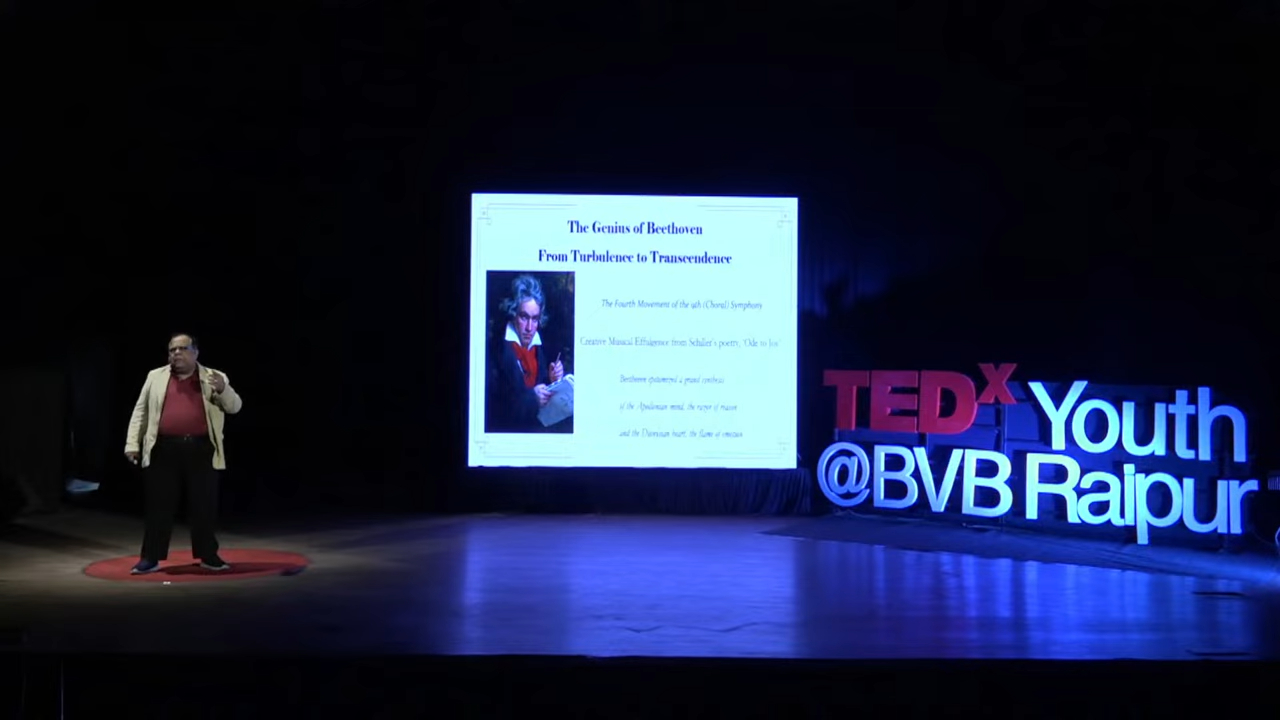 The Genius of Beethoven
From Turbulence to Transcendence
The Fourth Movement of the 9th (Choral) Symphony
Creative Musical Effulgence from Schiller's poetry, 'Ode to Joy'
Beethoven epitomized a grand synthesis
of the Apollonian mind, the rapier of reason
and the Dionysian heart, the flame of emotion
TEDx Youth
@BVB Raipur